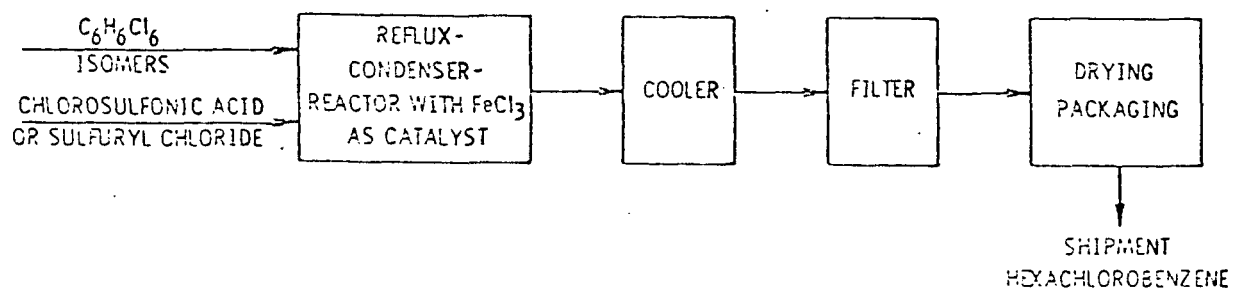 C6H6Cl6
ISOMERS
CHLOROSULFONIC ACID
OR SULFURYL CHLORIDE
REFLUX-
CONDENSER-
REACTOR WITH FeCl3
AS CATALYST
COOLER
FILTER
DRYING
PACKAGING
SHIPMENT
HEXACHLOROBENZENE